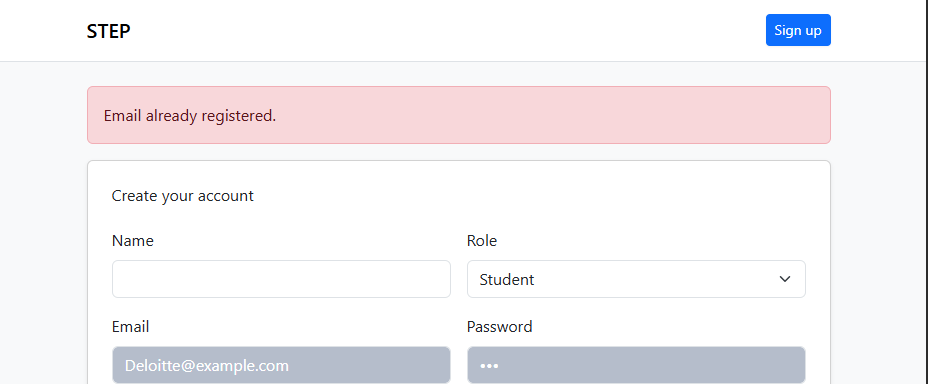 STEP
Sign up
Email already registered.
Create your account
Name
Role
Student
Email
Password
Deloitte@example.com
•••